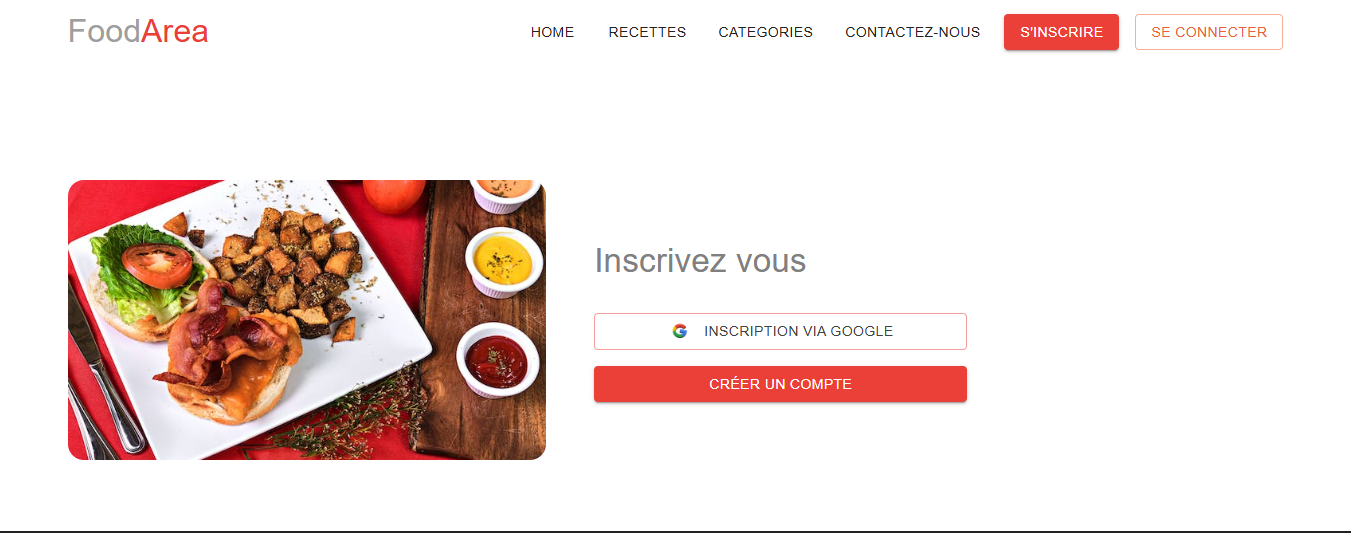 FoodArea HOME RECETTES CATEGORIES CONTACTEZ-NOUS S'INSCRIRE SE CONNECTER
Inscrivez vous
INSCRIPTION VIA GOOGLE
CRÉER UN COMPTE